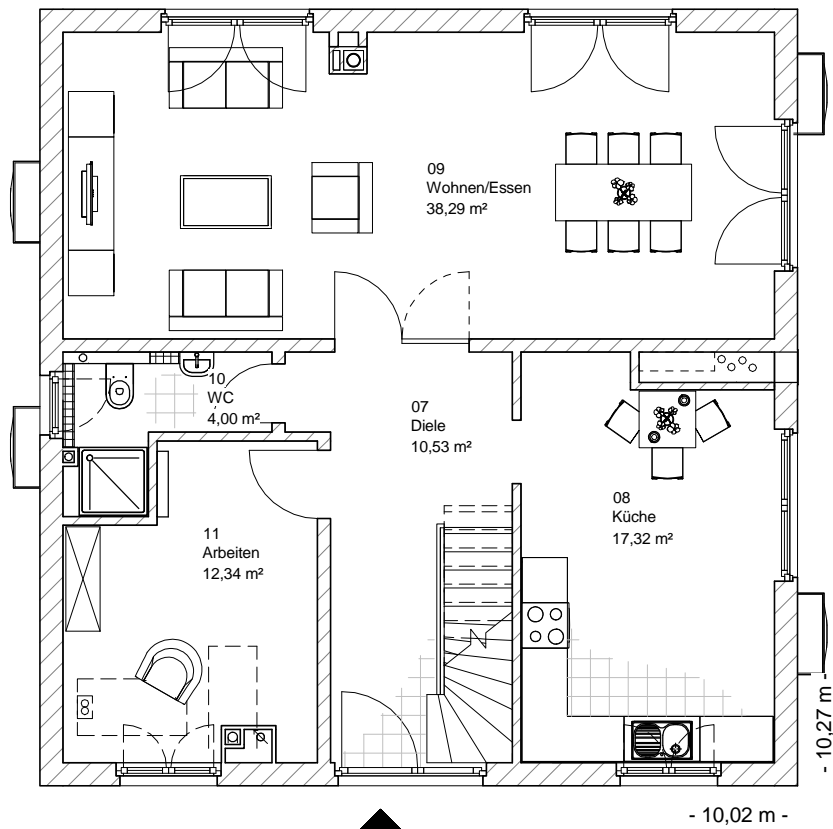 09
Wohnen/Essen
38,29 m²
10
WC
4,00 m²
07
Diele
10,53 m²
08
Küche
17,32 m²
11
Arbeiten
12,34 m²
- 10,27 m -
- 10,02 m -